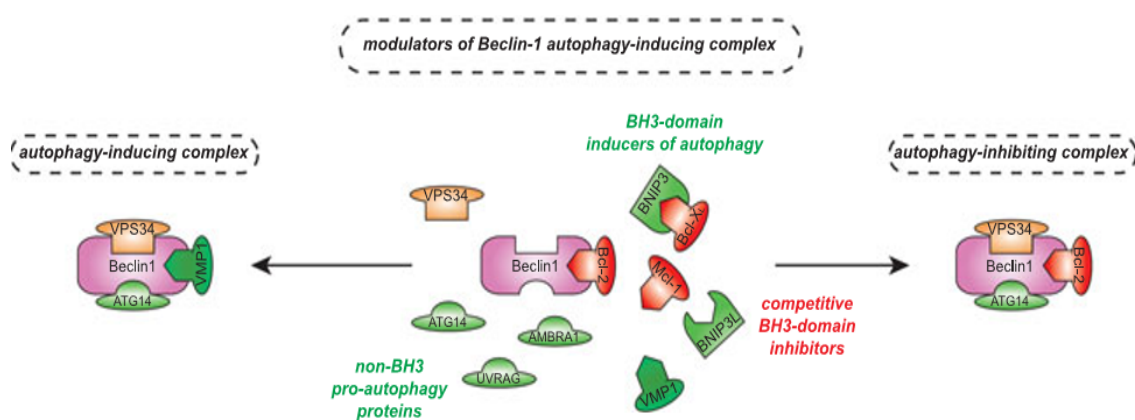 modulators of Beclin-1 autophagy-inducing complex
autophagy-inducing complex
BH3-domain
inducers of autophagy
autophagy-inhibiting complex
VPS34
Beclin1
VMP1
ATG14
VPS34
Beclin1
Bcl-2
BNIP3
Bcl-XL
Mcl-1
BNIP3L
ATG14
AMBRA1
UVRAG
VMP1
non-BH3
pro-autophagy
proteins
competitive
BH3-domain
inhibitors
VPS34
Beclin1
Bcl-2
ATG14